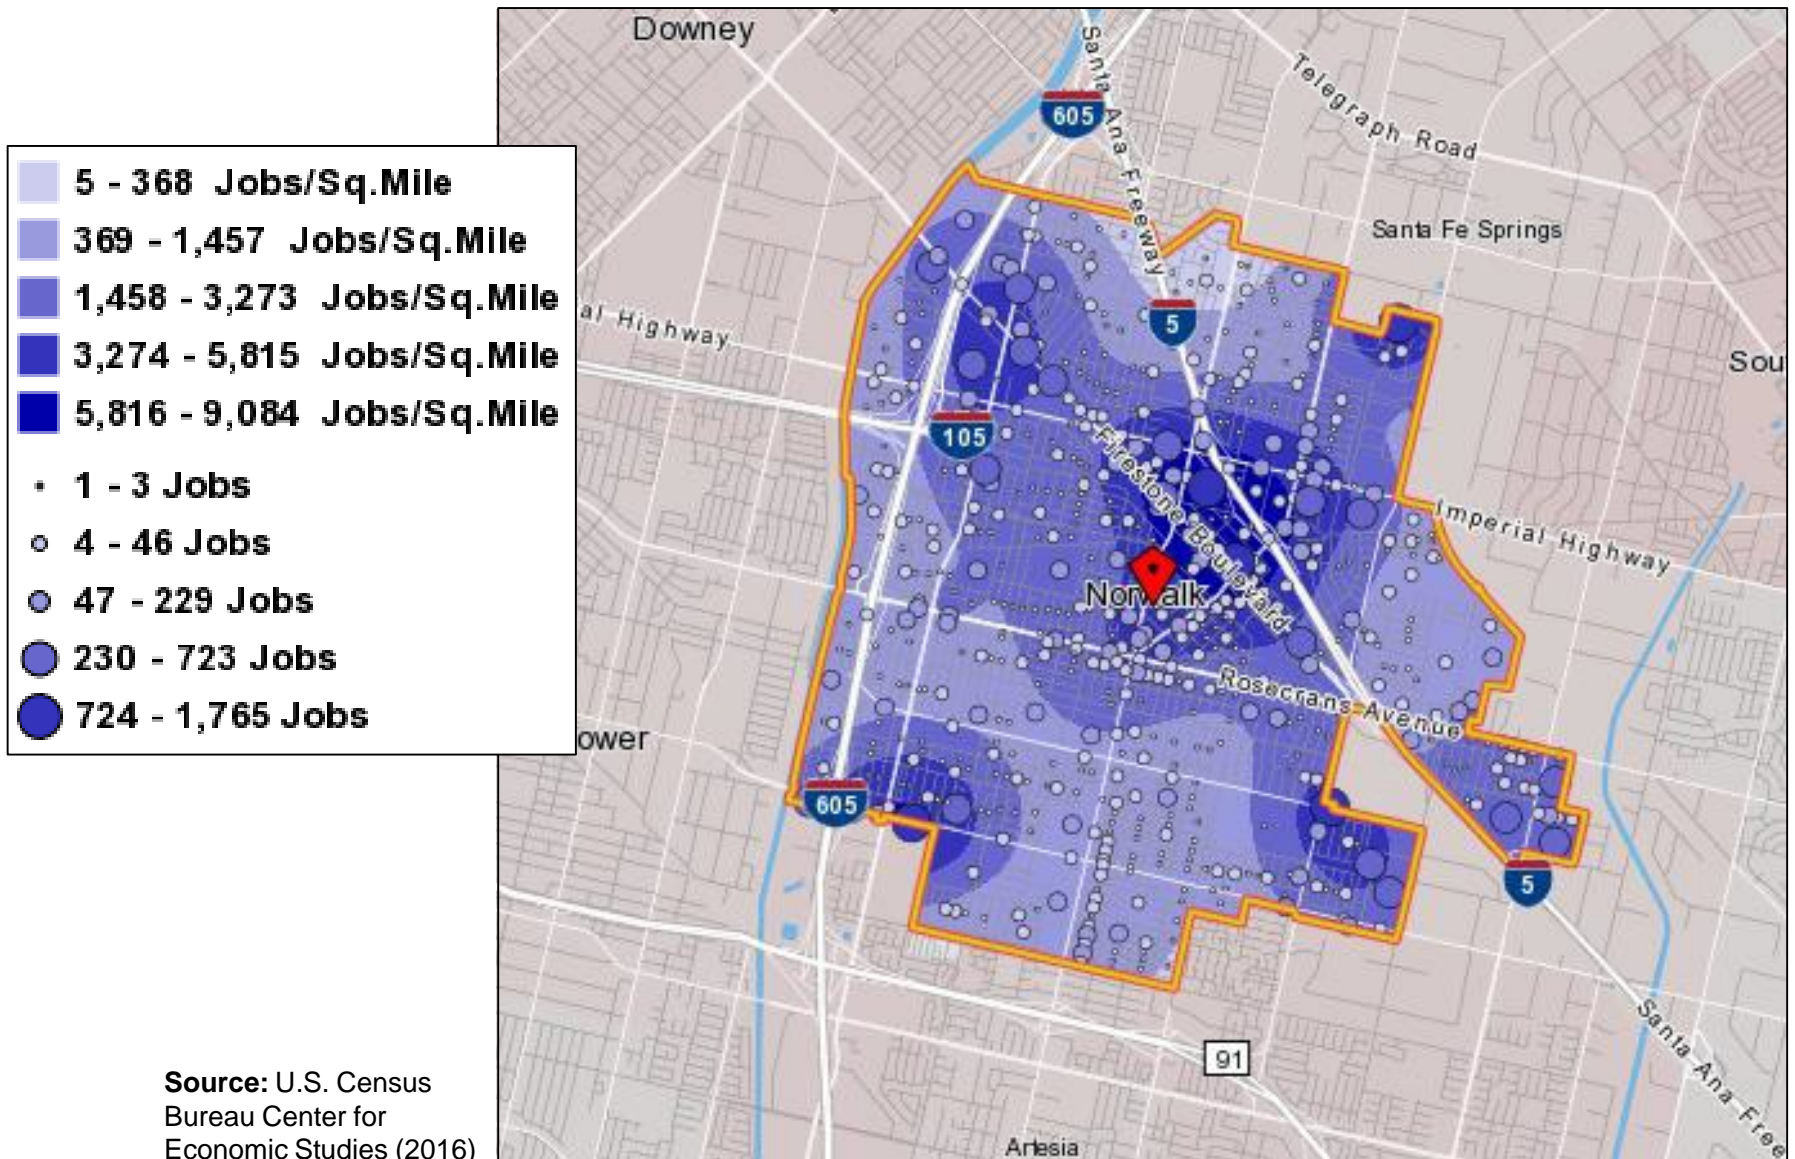 Downey
Santa Ana Freeway
605
Telegraph Road
5 - 368 Jobs/Sq.Mile
369 - 1,457 Jobs/Sq.Mile
1,458 - 3,273 Jobs/Sq.Mile
3,274 - 5,815 Jobs/Sq.Mile
5,816 - 9,084 Jobs/Sq.Mile
1 - 3 Jobs
4 - 46 Jobs
47 - 229 Jobs
230 - 723 Jobs
724 - 1,765 Jobs
Santa Fe Springs
al Highway
5
Sou
105
Firestone Boulevard
Imperial Highway
Norwalk
Rosecrans Avenue
ower
605
5
Santa Ana Free
91
Artesia
Source: U.S. Census
Bureau Center for
Economic Studies (2016)